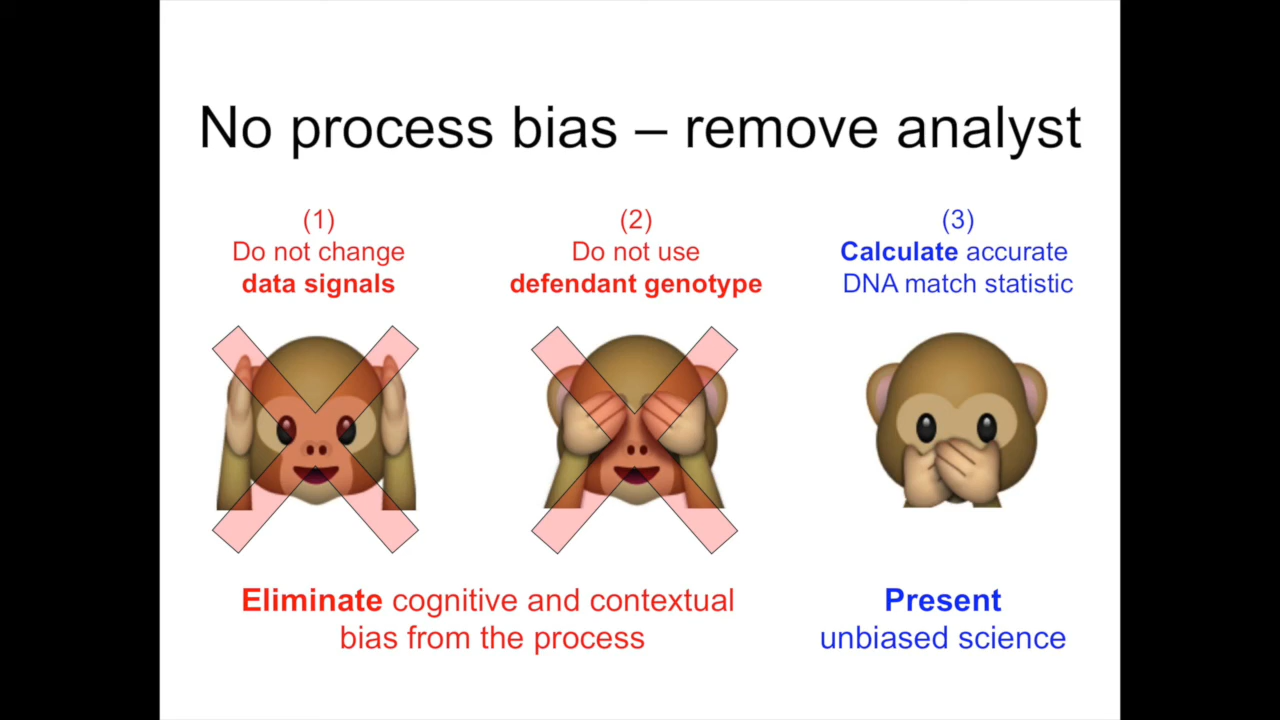 No process bias – remove analyst
(1)
Do not change
data signals
(2)
Do not use
defendant genotype
(3)
Calculate accurate
DNA match statistic
Eliminate cognitive and contextual
bias from the process
Present
unbiased science